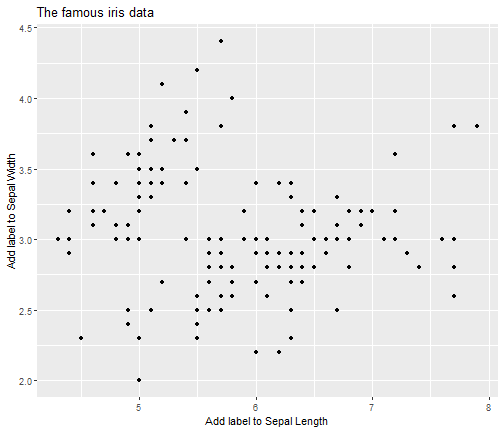 The famous iris data
4.5
4.0
3.5
3.0
2.5
2.0
Add label to Sepal Width
5 6 7 8
Add label to Sepal Length